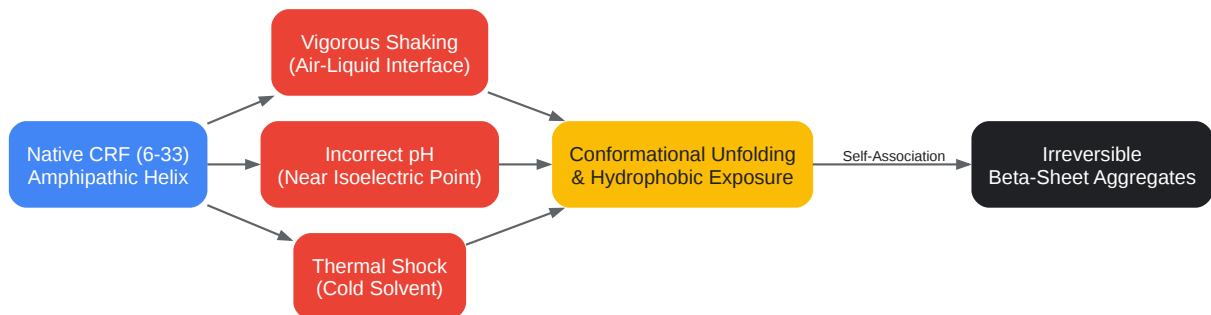 Vigorous Shaking
(Air-Liquid Interface)
Native CRF (6-33)
Amphipathic Helix
Incorrect pH
(Near Isoelectric Point)
Conformational Unfolding
& Hydrophobic Exposure
Self-Association
Irreversible
Beta-Sheet Aggregates
Thermal Shock
(Cold Solvent)